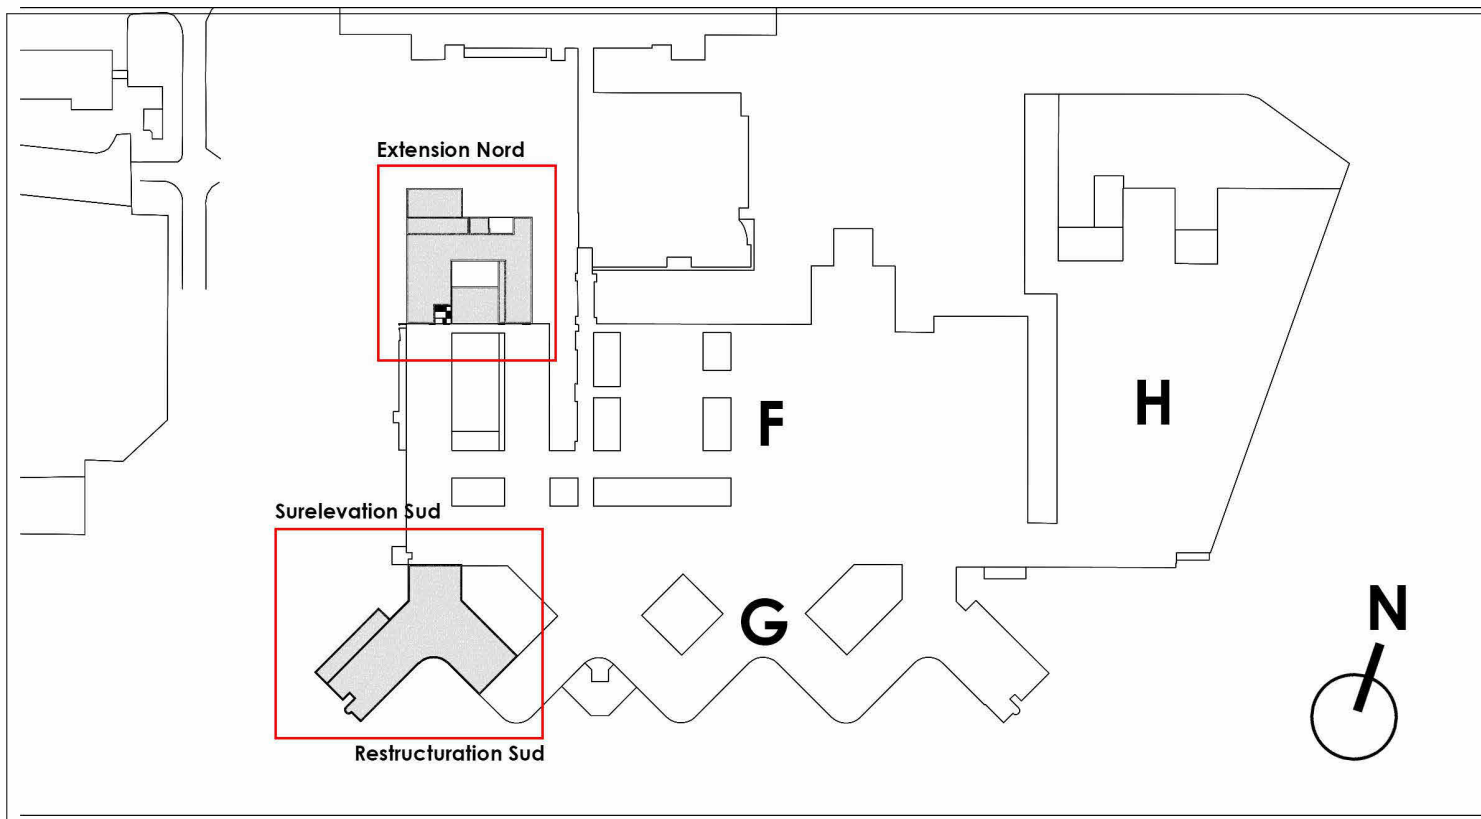 Extension Nord
F
H
Surelevation Sud
G
N
Restructuration Sud